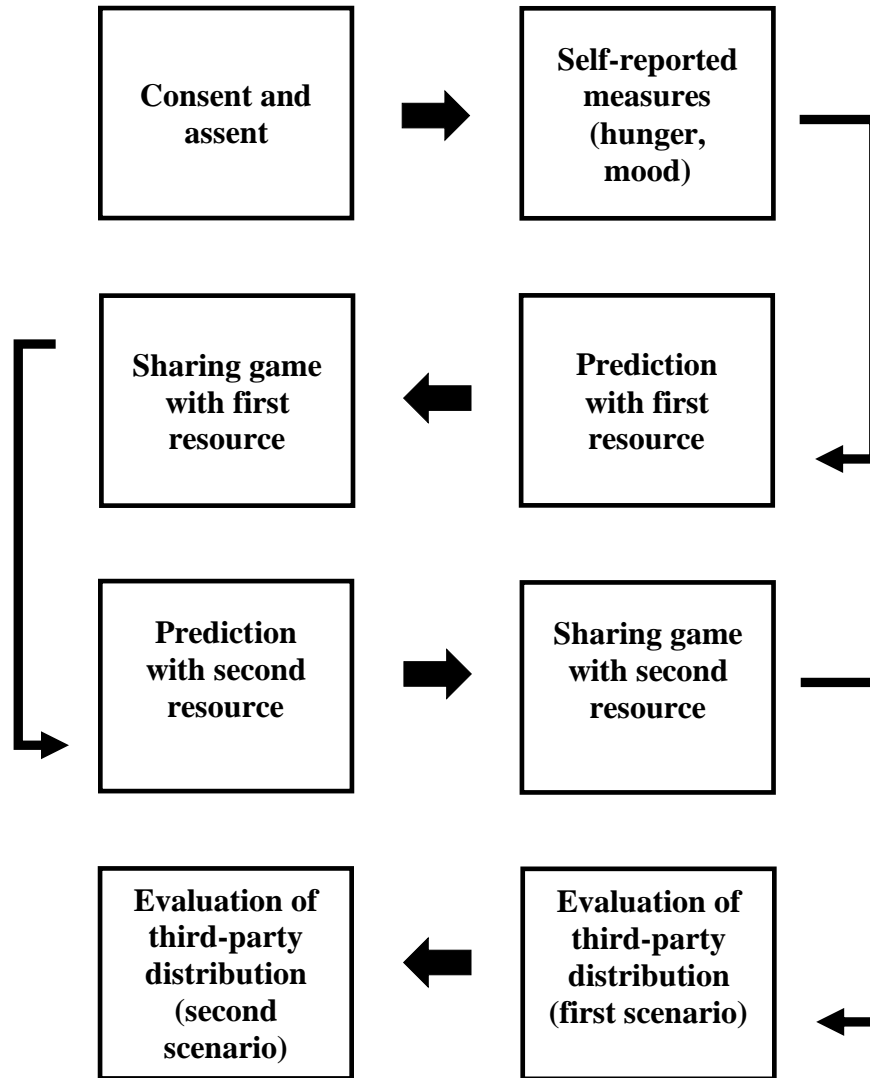 Consent and
assent
Self-reported
measures
(hunger,
mood)
Sharing game
with first
resource
Prediction
with first
resource
Prediction
with second
resource
Sharing game
with second
resource
Evaluation of
third-party
distribution
(second
scenario)
Evaluation of
third-party
distribution
(first scenario)